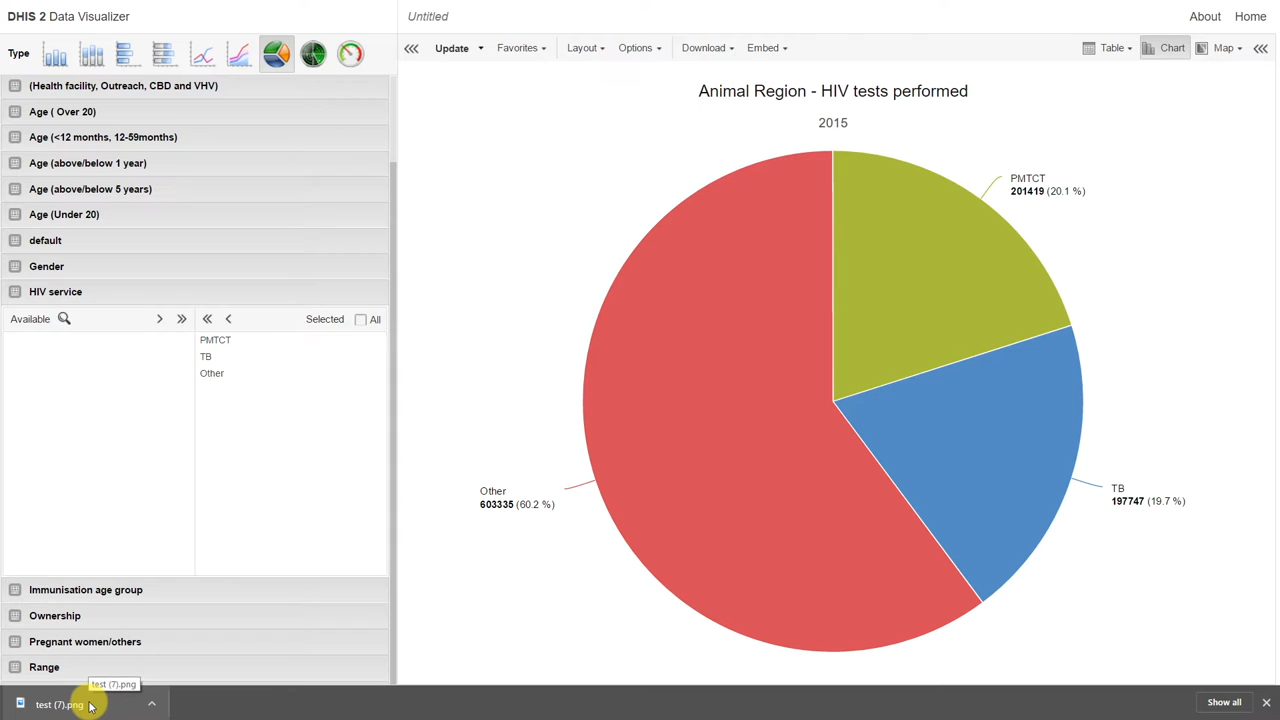 DHIS 2 Data Visualizer
Untitled
About
Home
Type
Update
Favorites
Layout
Options
Download
Embed
Table
Chart
Map
(Health facility, Outreach, CBD and VHV)
Age ( Over 20)
Age (<12 months, 12-59months)
Age (above/below 1 year)
Age (above/below 5 years)
Age (Under 20)
default
Gender
HIV service
Available
Selected
All
PMTCT
TB
Other
Immunisation age group
Ownership
Pregnant women/others
Range
Animal Region - HIV tests performed
2015
PMTCT
201419 (20.1 %)
Other
603335 (60.2 %)
TB
197747 (19.7 %)
test (7).png
test (7).png
Show all